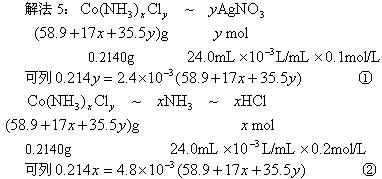 解法5：Co(NH₃)ₓClᵧ ～ yAgNO₃
(58.9+17x+35.5y)g y mol
0.2140g 24.0mL×10⁻³L/mL×0.1mol/L
可列0.214y=2.4×10⁻³(58.9+17x+35.5y) ①
Co(NH₃)ₓClᵧ ～ xNH₃ ～ xHCl
(58.9+17x+35.5y)g x mol
0.2140g 24.0mL×10⁻³L/mL×0.2mol/L
可列0.214x=4.8×10⁻³(58.9+17x+35.5y) ②